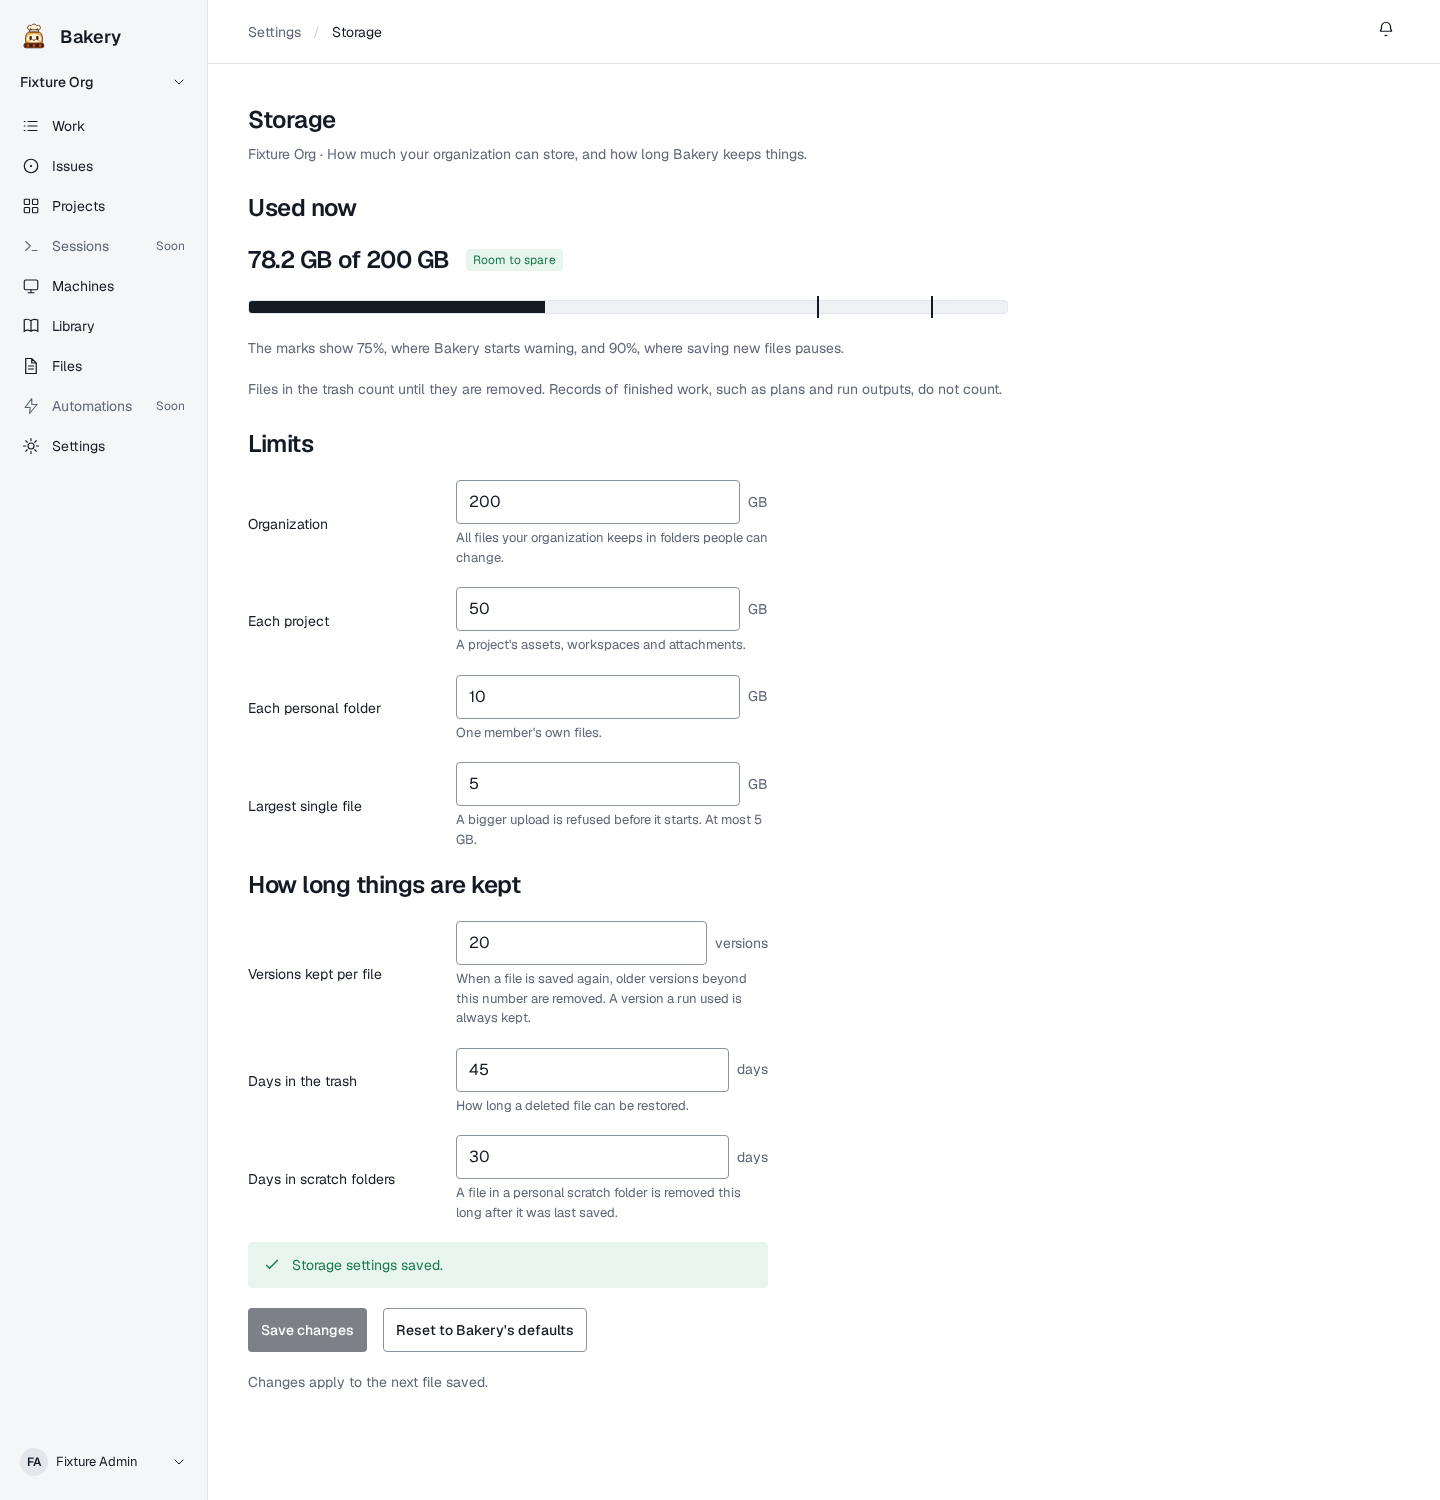 Bakery
Fixture Org
Work
Issues
Projects
Sessions Soon
Machines
Library
Files
Automations Soon
Settings
FA Fixture Admin
Settings / Storage
Storage
Fixture Org · How much your organization can store, and how long Bakery keeps things.
Used now
78.2 GB of 200 GB Room to spare
The marks show 75%, where Bakery starts warning, and 90%, where saving new files pauses.
Files in the trash count until they are removed. Records of finished work, such as plans and run outputs, do not count.
Limits
Organization
200 GB
All files your organization keeps in folders people can
change.
Each project
50 GB
A project's assets, workspaces and attachments.
Each personal folder
10 GB
One member's own files.
Largest single file
5 GB
A bigger upload is refused before it starts. At most 5
GB.
How long things are kept
Versions kept per file
20 versions
When a file is saved again, older versions beyond
this number are removed. A version a run used is
always kept.
Days in the trash
45 days
How long a deleted file can be restored.
Days in scratch folders
30 days
A file in a personal scratch folder is removed this
long after it was last saved.
Storage settings saved.
Save changes Reset to Bakery's defaults
Changes apply to the next file saved.